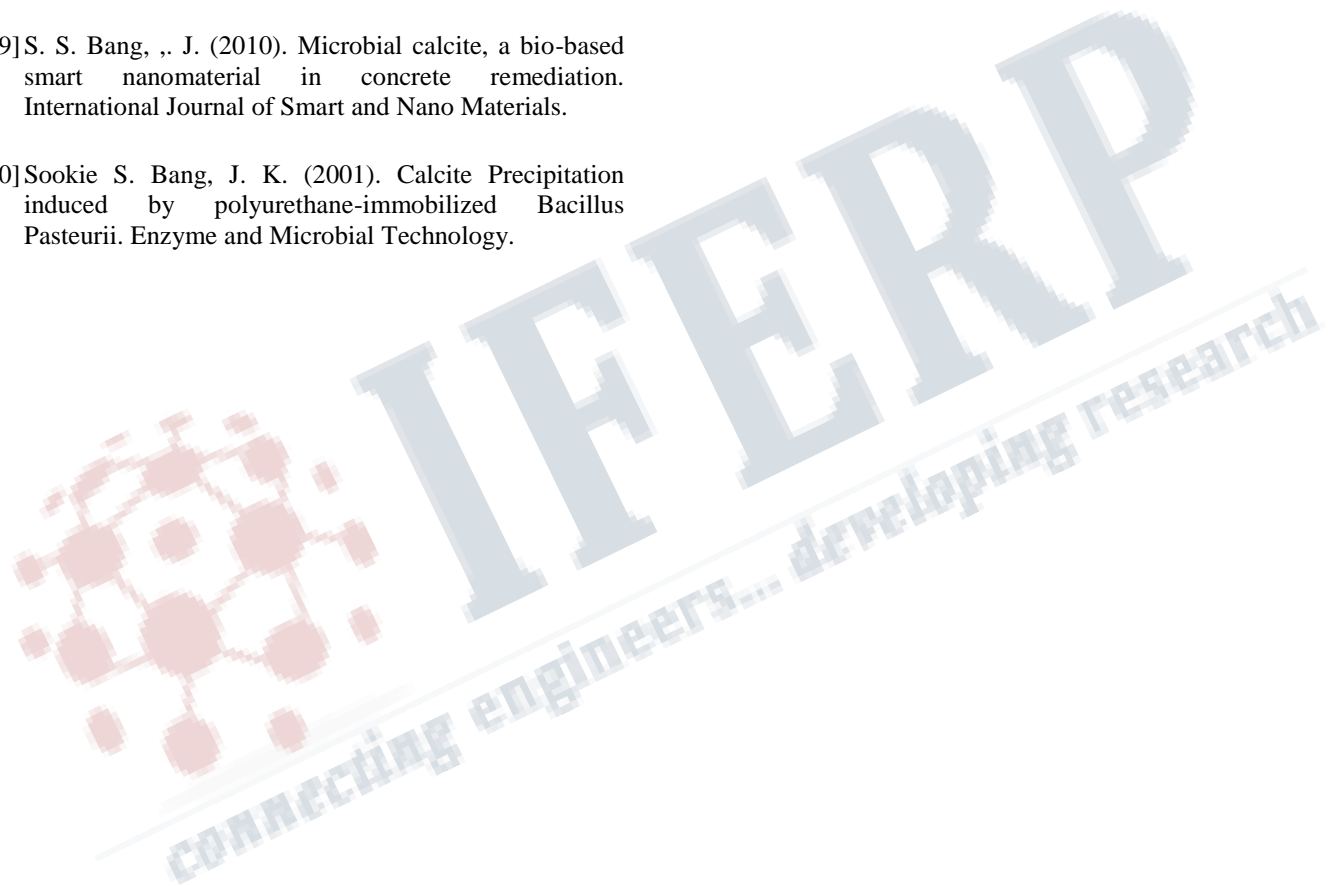 9] S. S. Bang, ,. J. (2010). Microbial calcite, a bio-based
smart nanomaterial in concrete remediation.
International Journal of Smart and Nano Materials.
0] Sookie S. Bang, J. K. (2001). Calcite Precipitation
induced by polyurethane-immobilized Bacillus
Pasteurii. Enzyme and Microbial Technology.
IFERP
connecting engineers... developing research